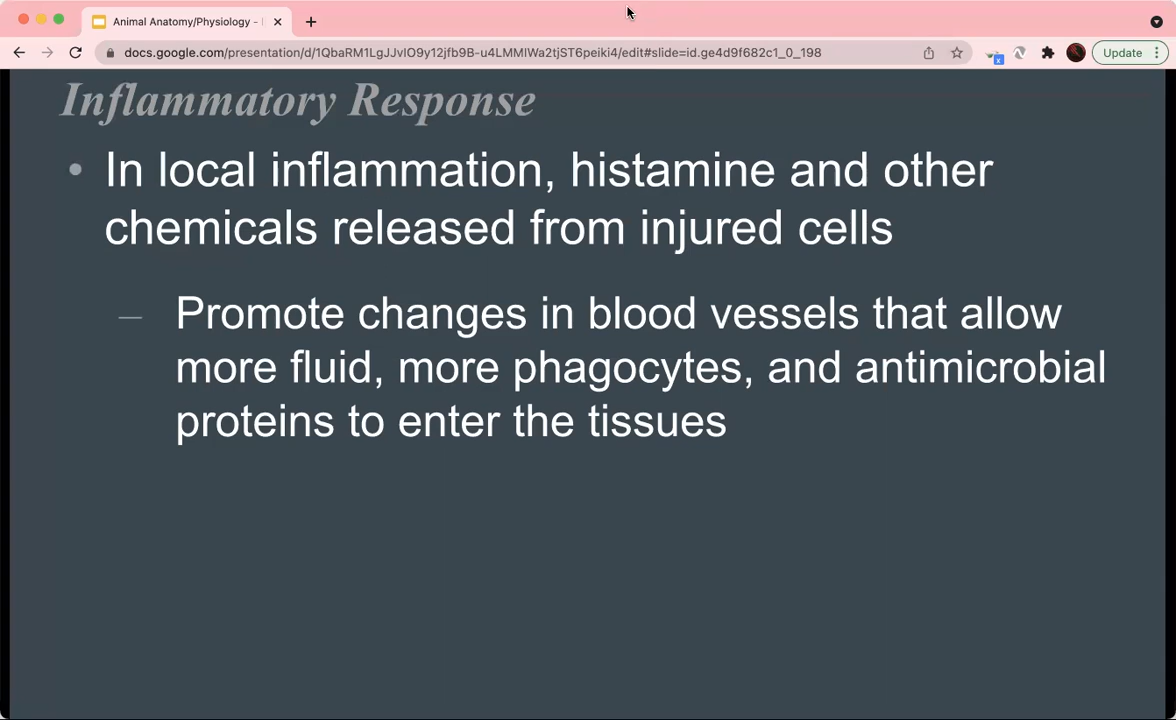 Animal Anatomy/Physiology -
docs.google.com/presentation/d/1QbaRM1LgJJvIO9y12jfb9B-u4LMMIWa2tjST6peiki4/edit#slide=id.ge4d9f682c1_0_198
Update
Inflammatory Response
• In local inflammation, histamine and other
chemicals released from injured cells
– Promote changes in blood vessels that allow
more fluid, more phagocytes, and antimicrobial
proteins to enter the tissues